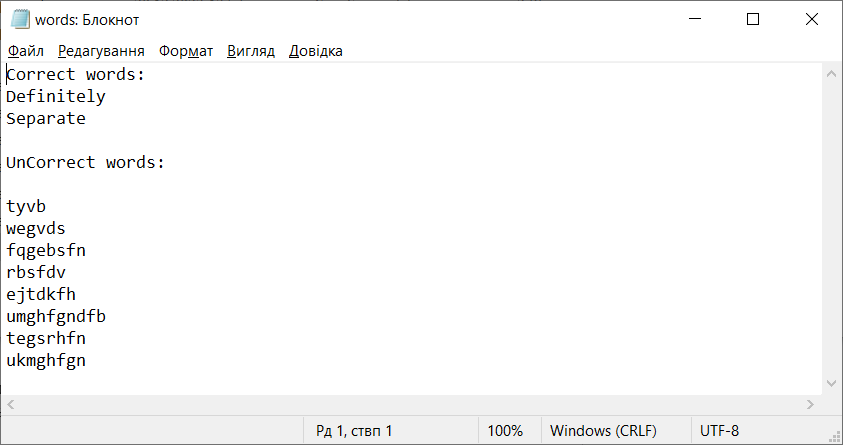 words: Блокнот
Файл Редагування Формат Вигляд Довідка
Correct words:
Definitely
Separate
UnCorrect words:
tyvb
wegvds
fqgebsfn
rbsfdv
ejtdkfh
umghfgndfb
tegsrhfn
ukmghfgn
Рд 1, ствп 1 100% Windows (CRLF) UTF-8